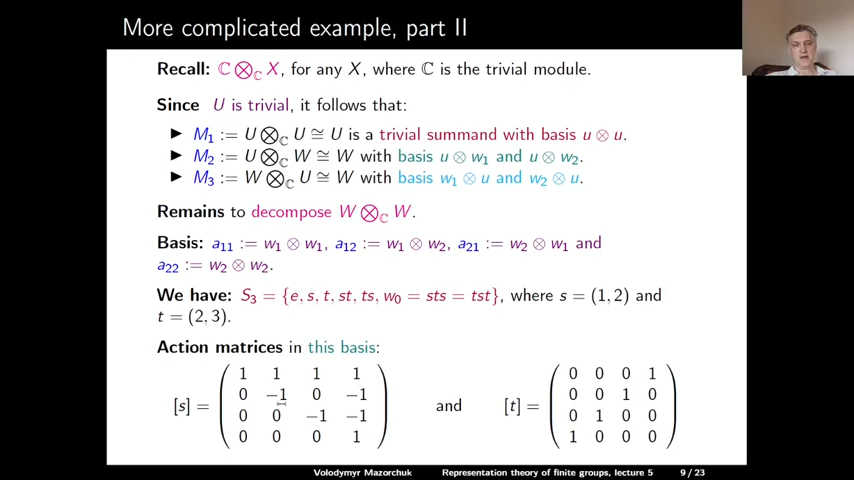 More complicated example, part II
Recall: ℂ ⊗_ℂ X, for any X, where ℂ is the trivial module.
Since U is trivial, it follows that:
▶ M₁ := U ⊗_ℂ U ≅ U is a trivial summand with basis u ⊗ u.
▶ M₂ := U ⊗_ℂ W ≅ W with basis u ⊗ w₁ and u ⊗ w₂.
▶ M₃ := W ⊗_ℂ U ≅ W with basis w₁ ⊗ u and w₂ ⊗ u.
Remains to decompose W ⊗_ℂ W.
Basis: a₁₁ := w₁ ⊗ w₁, a₁₂ := w₁ ⊗ w₂, a₂₁ := w₂ ⊗ w₁ and
a₂₂ := w₂ ⊗ w₂.
We have: S₃ = {e, s, t, st, ts, w₀ = sts = tst}, where s = (1, 2) and
t = (2, 3).
Action matrices in this basis:
[s] = ( 1 1 1 1
0 −1 0 −1
0 0 −1 −1
0 0 0 1 )
and
[t] = ( 0 0 0 1
0 0 1 0
0 1 0 0
1 0 0 0 )
Volodymyr Mazorchuk Representation theory of finite groups, lecture 5 9 / 23